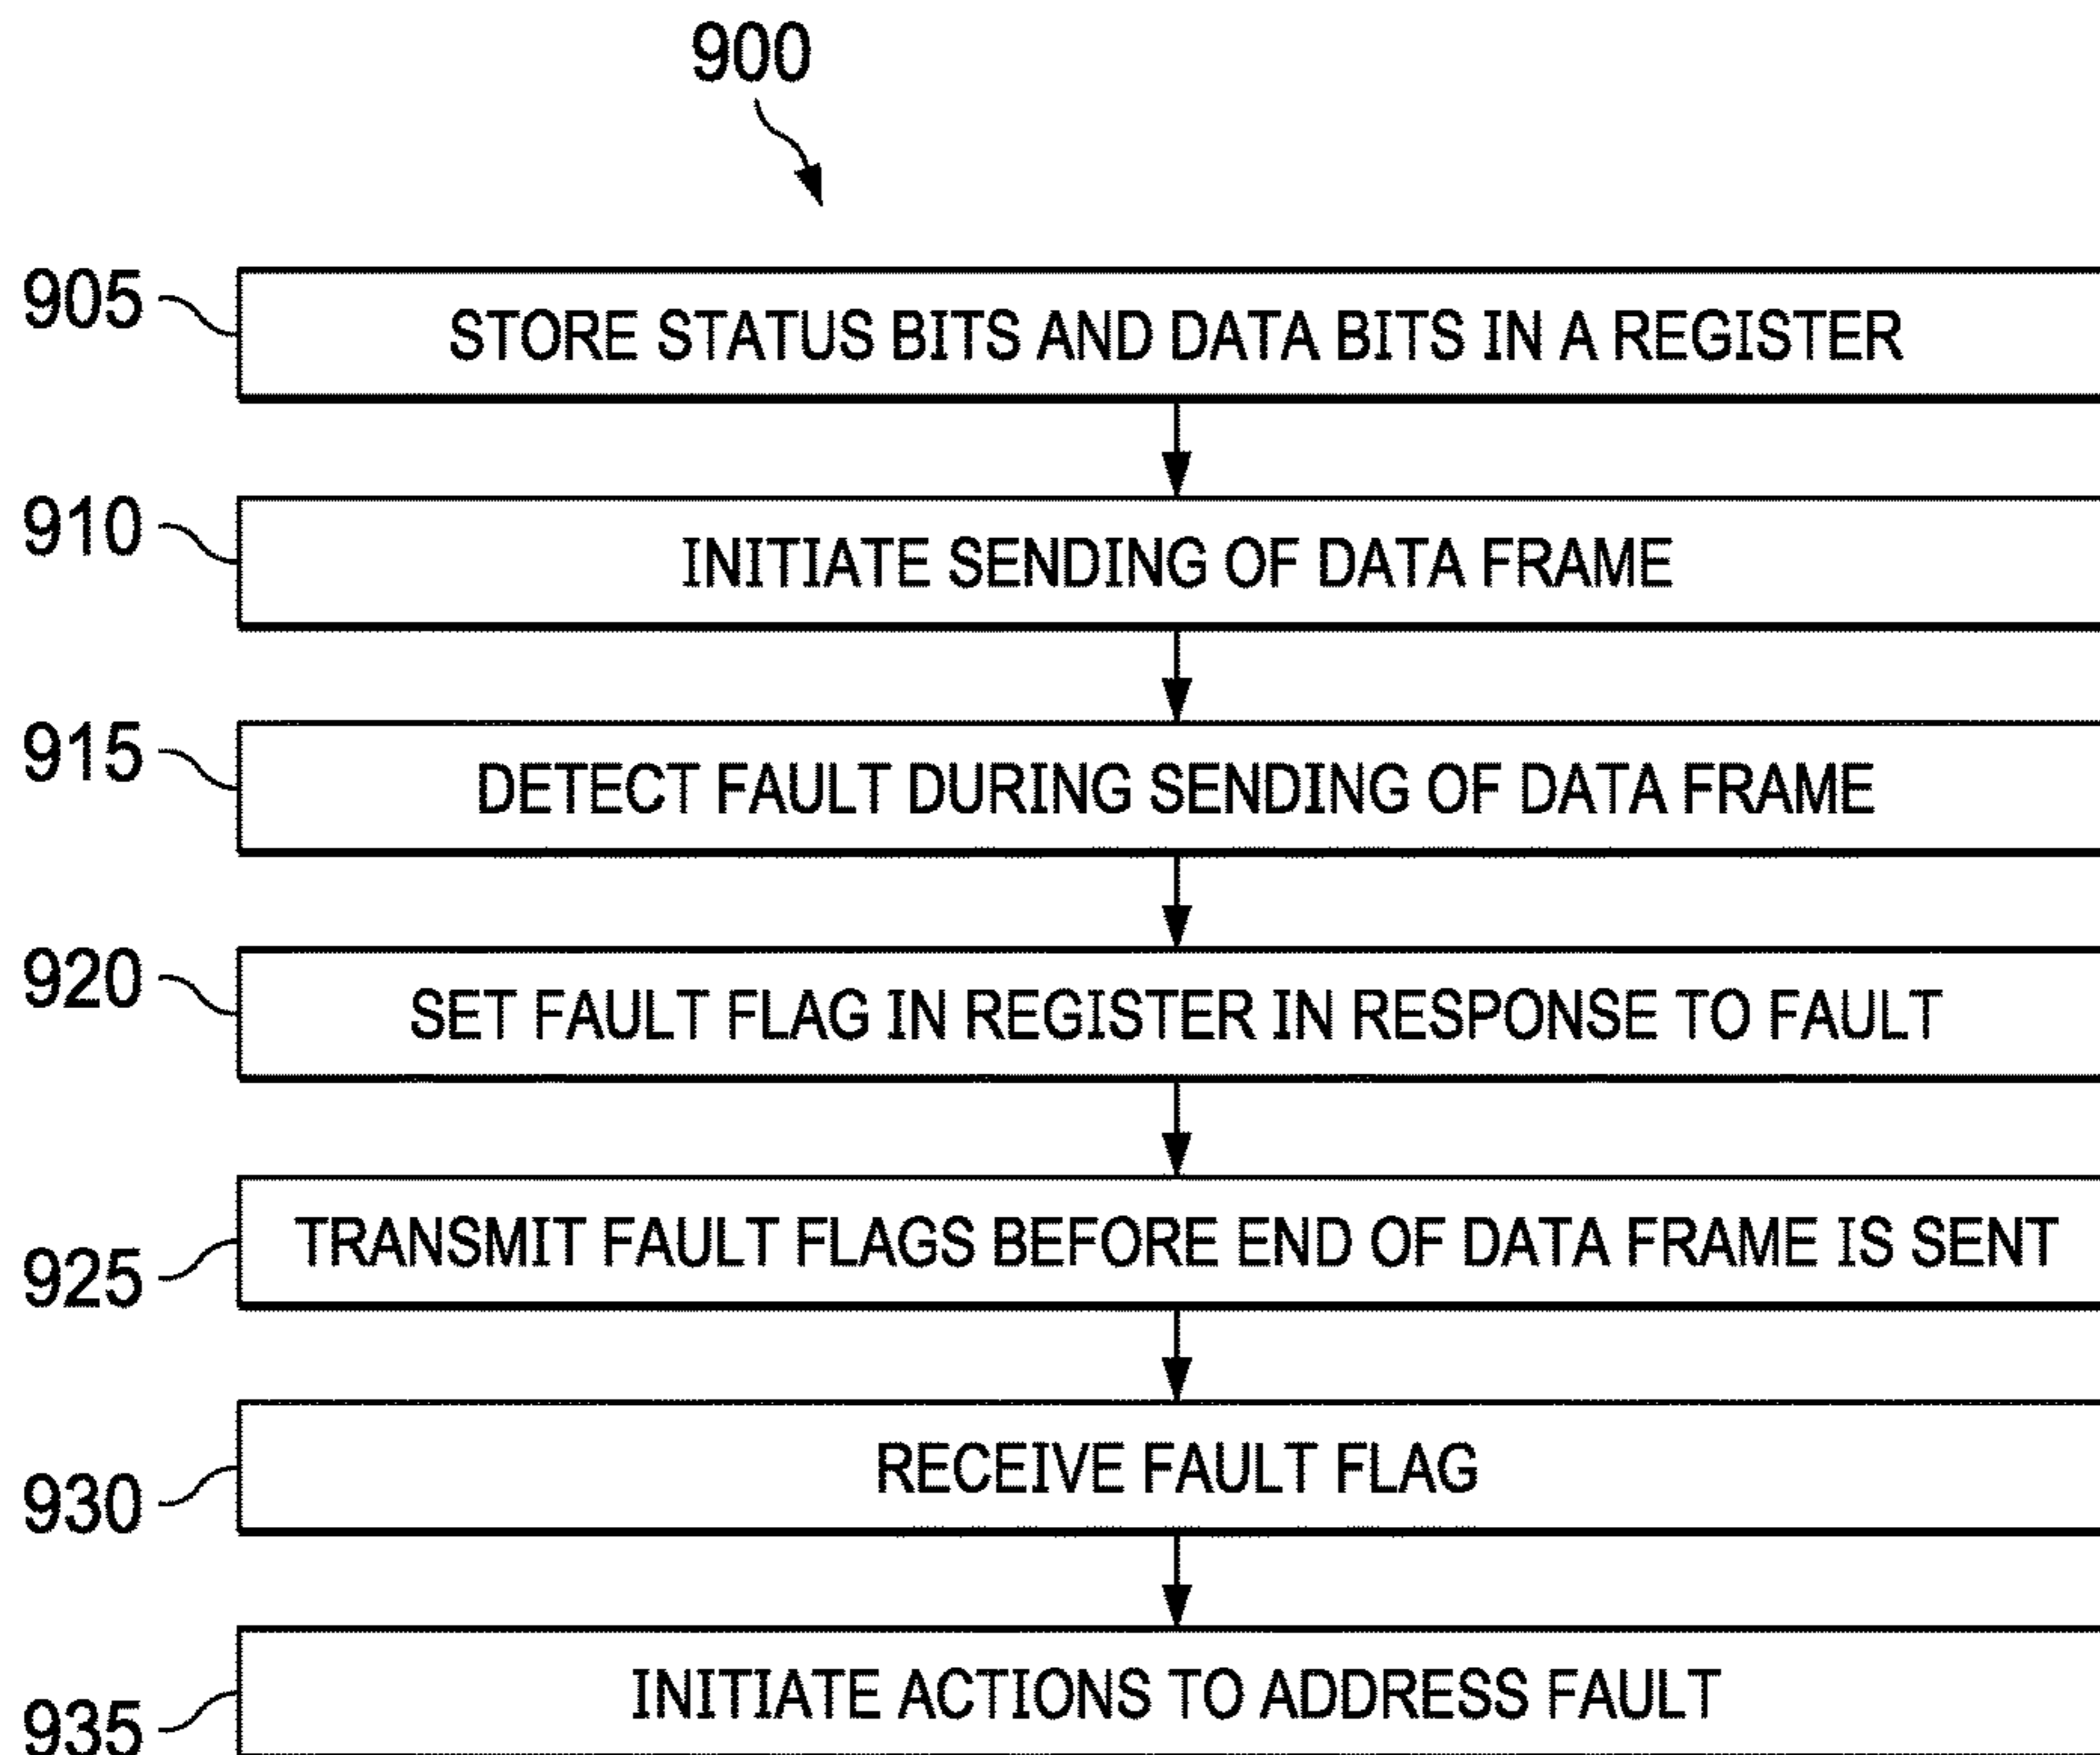 900
905 STORE STATUS BITS AND DATA BITS IN A REGISTER
910 INITIATE SENDING OF DATA FRAME
915 DETECT FAULT DURING SENDING OF DATA FRAME
920 SET FAULT FLAG IN REGISTER IN RESPONSE TO FAULT
925 TRANSMIT FAULT FLAGS BEFORE END OF DATA FRAME IS SENT
930 RECEIVE FAULT FLAG
935 INITIATE ACTIONS TO ADDRESS FAULT